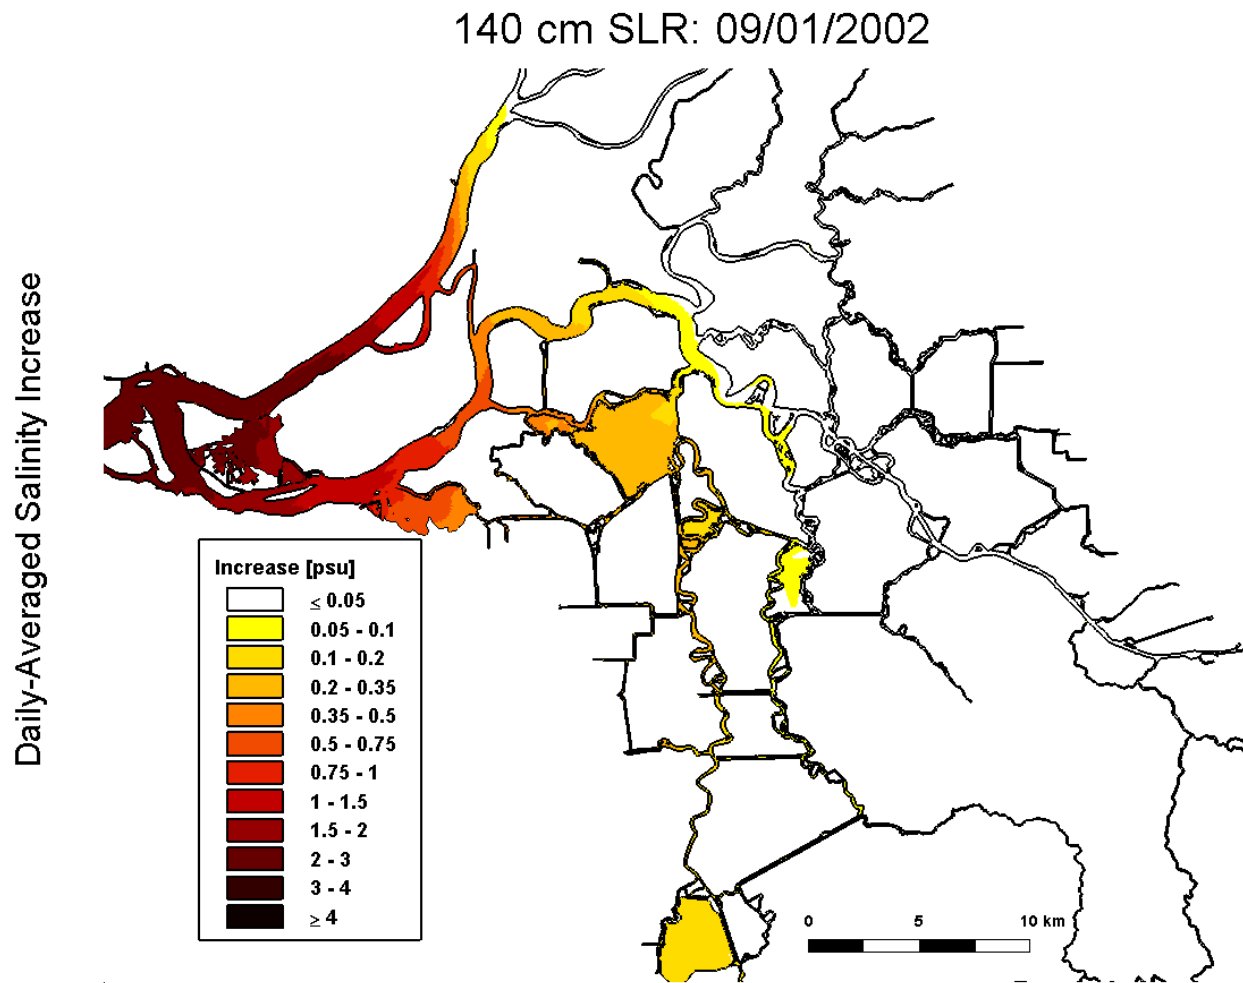 140 cm SLR: 09/01/2002
Daily-Averaged Salinity Increase
Increase [psu]
≤ 0.05
0.05 - 0.1
0.1 - 0.2
0.2 - 0.35
0.35 - 0.5
0.5 - 0.75
0.75 - 1
1 - 1.5
1.5 - 2
2 - 3
3 - 4
≥ 4
0 5 10 km